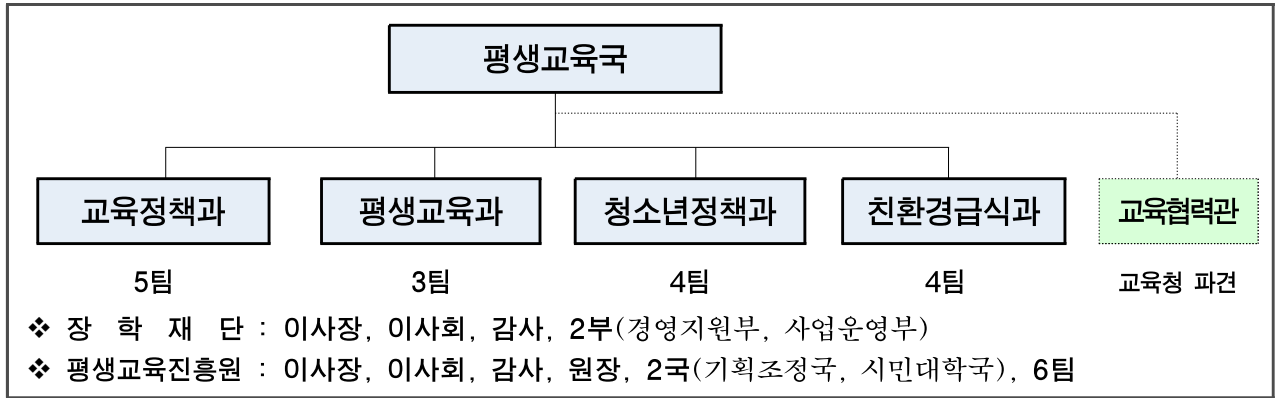 평생교육국
교육정책과 평생교육과 청소년정책과 친환경급식과 교육협력관
5팀 3팀 4팀 4팀 교육청 파견
❖ 장 학 재 단 : 이사장, 이사회, 감사, 2부(경영지원부, 사업운영부)
❖ 평생교육진흥원 : 이사장, 이사회, 감사, 원장, 2국(기획조정국, 시민대학국), 6팀